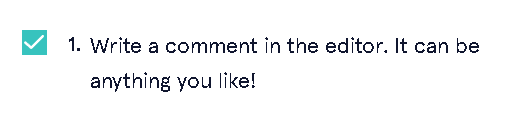 1. Write a comment in the editor. It can be
anything you like!